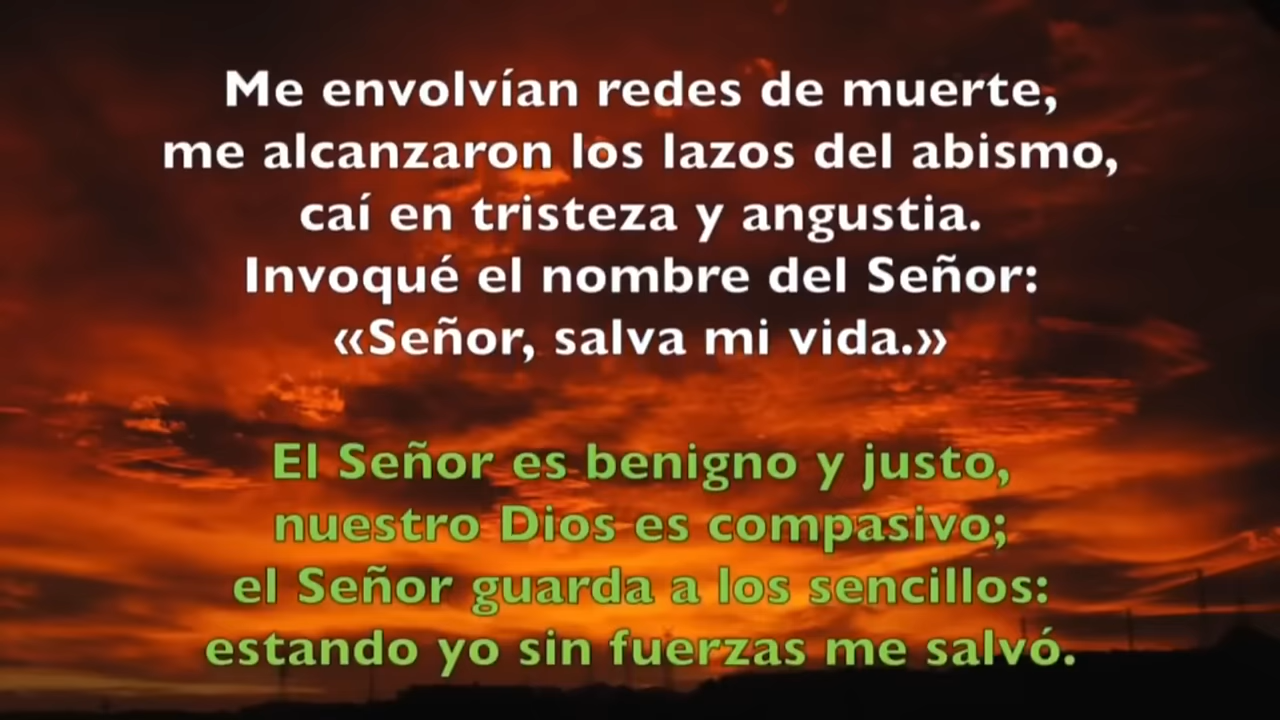 Me envolvían redes de muerte,
me alcanzaron los lazos del abismo,
caí en tristeza y angustia.
Invoqué el nombre del Señor:
«Señor, salva mi vida.»
El Señor es benigno y justo,
nuestro Dios es compasivo;
el Señor guarda a los sencillos:
estando yo sin fuerzas me salvó.